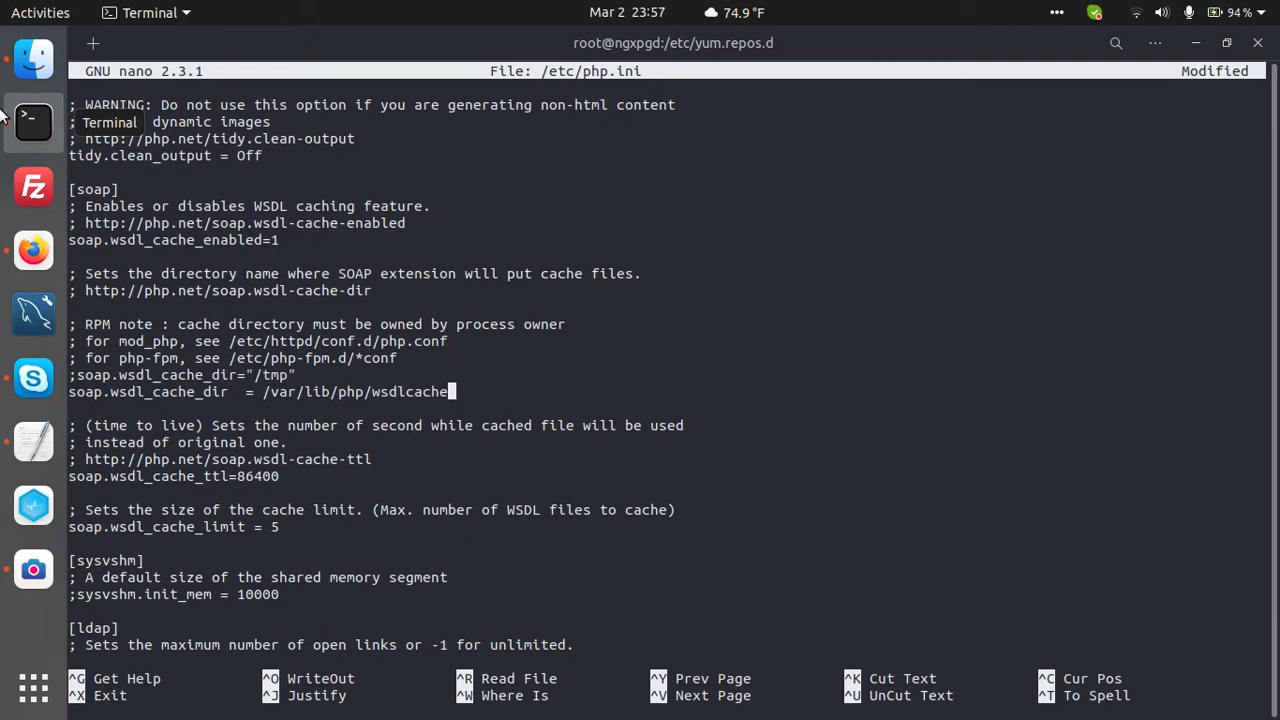 Activities
Terminal
Mar 2 23:57
74.9 °F
94 %
root@ngxpgd:/etc/yum.repos.d
GNU nano 2.3.1 File: /etc/php.ini Modified
; WARNING: Do not use this option if you are generating non-html content
; dynamic images
Terminal
; http://php.net/tidy.clean-output
tidy.clean_output = Off
[soap]
; Enables or disables WSDL caching feature.
; http://php.net/soap.wsdl-cache-enabled
soap.wsdl_cache_enabled=1
; Sets the directory name where SOAP extension will put cache files.
; http://php.net/soap.wsdl-cache-dir
; RPM note : cache directory must be owned by process owner
; for mod_php, see /etc/httpd/conf.d/php.conf
; for php-fpm, see /etc/php-fpm.d/*conf
;soap.wsdl_cache_dir="/tmp"
soap.wsdl_cache_dir  = /var/lib/php/wsdlcache
; (time to live) Sets the number of second while cached file will be used
; instead of original one.
; http://php.net/soap.wsdl-cache-ttl
soap.wsdl_cache_ttl=86400
; Sets the size of the cache limit. (Max. number of WSDL files to cache)
soap.wsdl_cache_limit = 5
[sysvshm]
; A default size of the shared memory segment
;sysvshm.init_mem = 10000
[ldap]
; Sets the maximum number of open links or -1 for unlimited.
^G Get Help ^O WriteOut ^R Read File ^Y Prev Page ^K Cut Text ^C Cur Pos
^X Exit ^J Justify ^W Where Is ^V Next Page ^U UnCut Text ^T To Spell